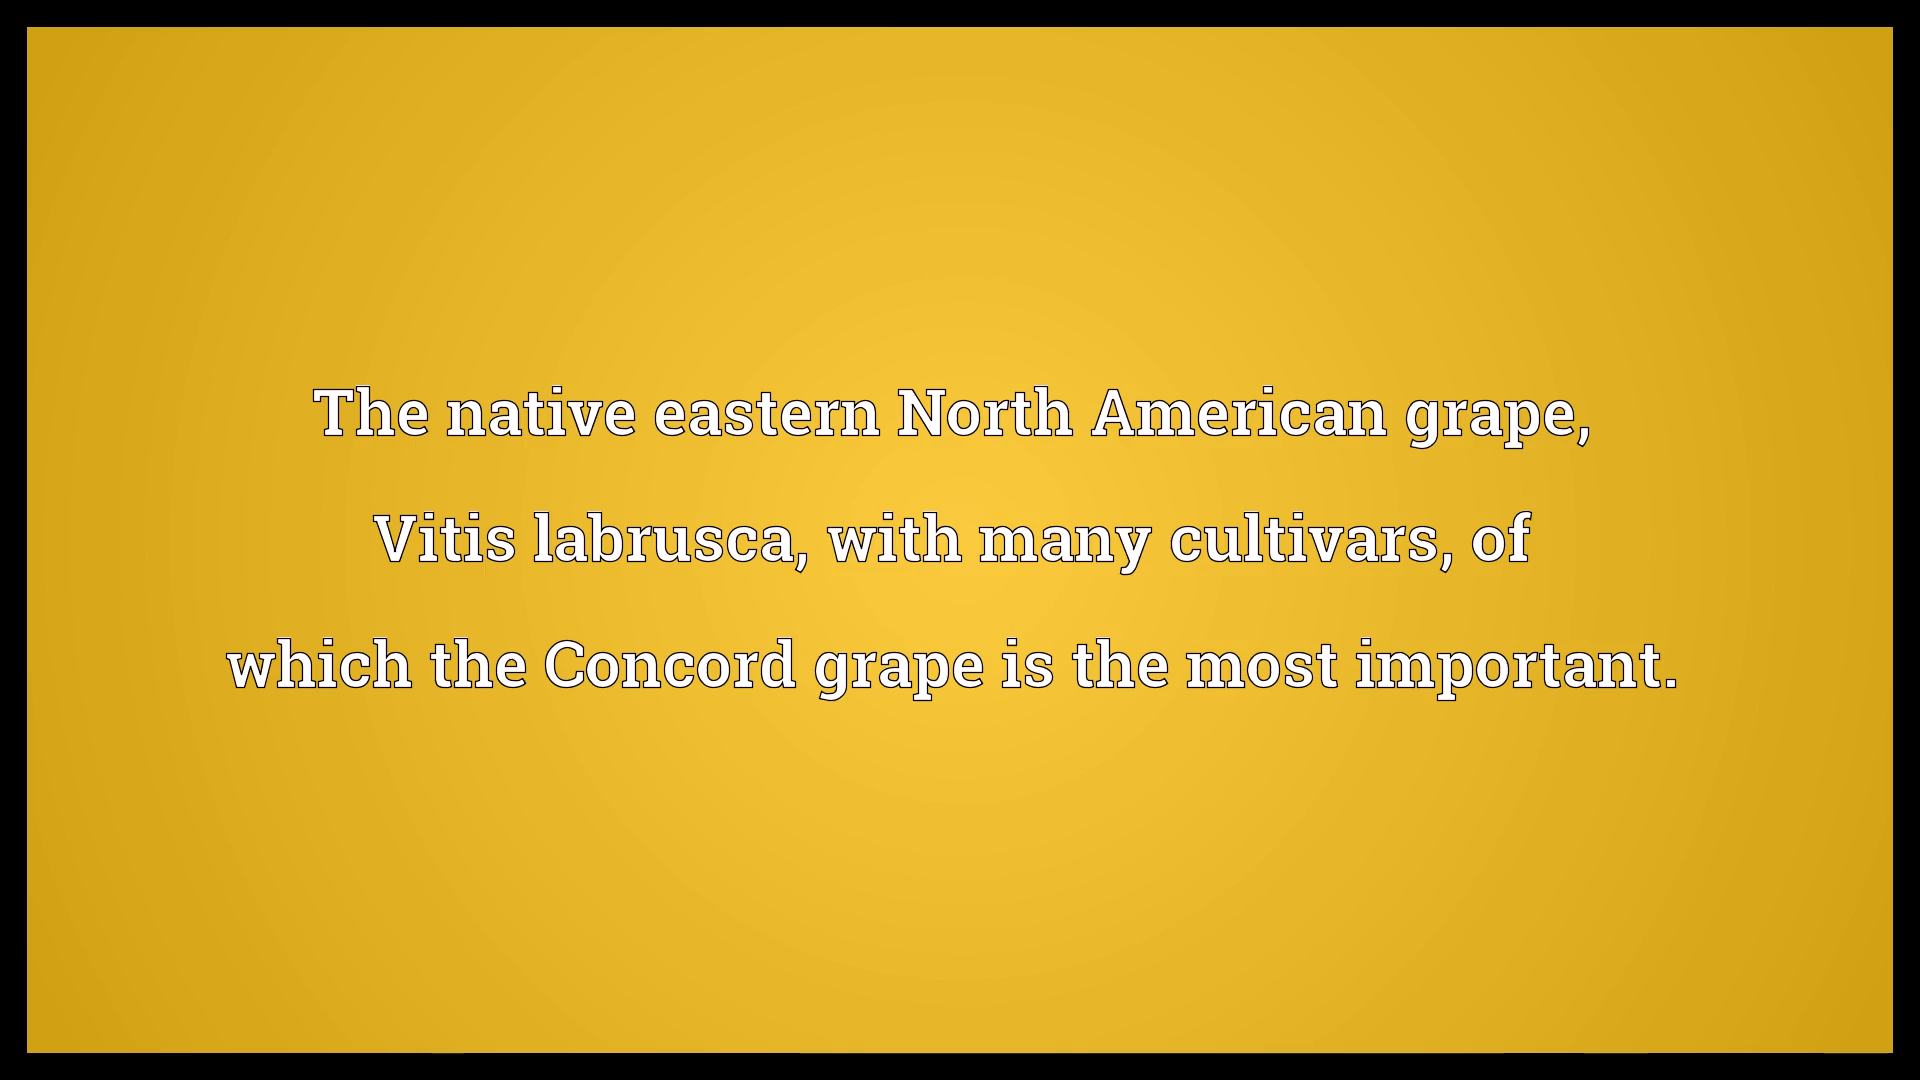 The native eastern North American grape,
Vitis labrusca, with many cultivars, of
which the Concord grape is the most important.